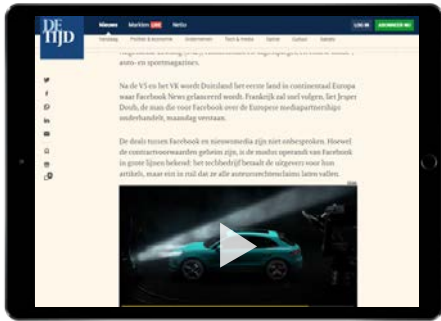 DE TIJD
Nieuws Markten LIVE Netto
LOG IN ABONNEER NU
Vandaag Politiek & Economie Ondernemen Tech & Media Opinie Cultuur
auto- en sportmagazines.
Na de VS en het VK wordt Duitsland het eerste land in continentaal Europa
waar Facebook News gelanceerd wordt. Frankrijk zal snel volgen, liet Jesper
Doub, de man die voor Facebook over de Europese mediapartnerships
onderhandelt, maandag verstaan.
De deals tussen Facebook en nieuwsmedia zijn niet onbesproken. Hoewel
de contractvoorwaarden geheim zijn, is de modus operandi van Facebook
in grote lijnen bekend: het techbedrijf betaalt de uitgevers voor hun
artikels, maar eist in ruil dat ze alle auteursrechtenclaims laten vallen.